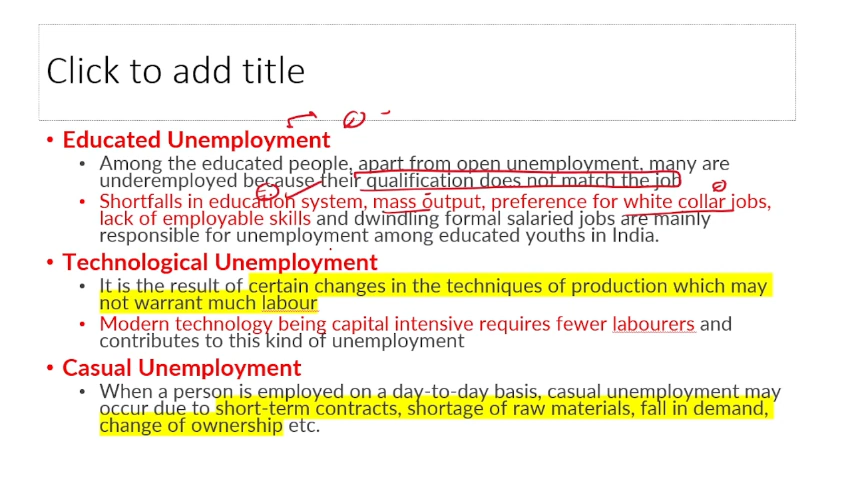 Click to add title
• Educated Unemployment
• Among the educated people, apart from open unemployment, many are
underemployed because their qualification does not match the job
• Shortfalls in education system, mass output, preference for white collar jobs,
lack of employable skills and dwindling formal salaried jobs are mainly
responsible for unemployment among educated youths in India.
• Technological Unemployment
• It is the result of certain changes in the techniques of production which may
not warrant much labour
• Modern technology being capital intensive requires fewer labourers and
contributes to this kind of unemployment
• Casual Unemployment
• When a person is employed on a day-to-day basis, casual unemployment may
occur due to short-term contracts, shortage of raw materials, fall in demand,
change of ownership etc.